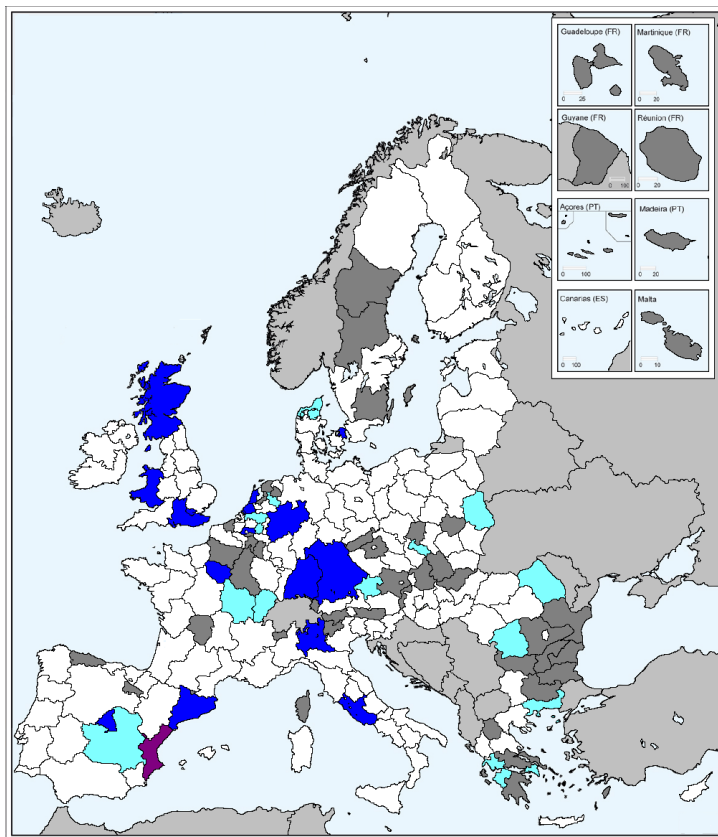 Guadeloupe (FR)
Martinique (FR)
0 25
0 20
Guyane (FR)
Réunion (FR)
0 100
0 20
Açores (PT)
Madeira (PT)
0 100
0 20
Canarias (ES)
Malta
0 100
0 10